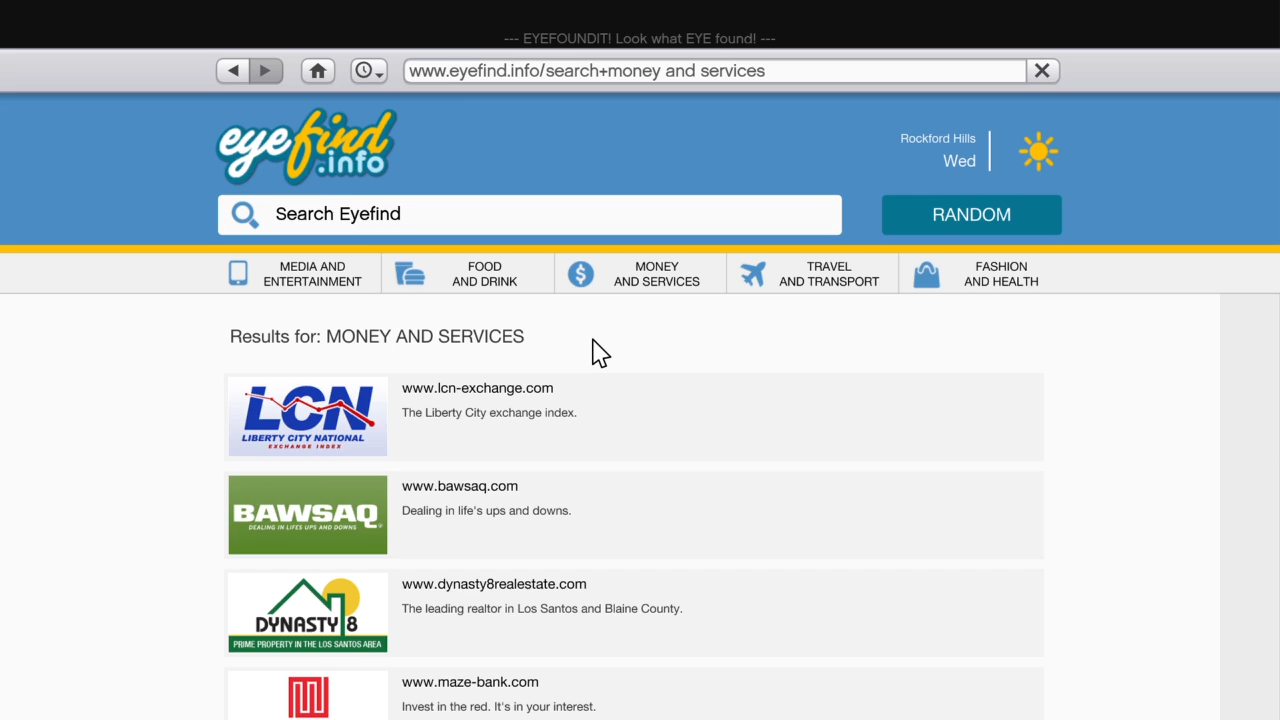 --- EYEFOUNDIT! Look what EYE found! ---
www.eyefind.info/search+money and services
eyefind
.info
Rockford Hills
Wed
Search Eyefind
RANDOM
MEDIA AND
ENTERTAINMENT
FOOD
AND DRINK
MONEY
AND SERVICES
TRAVEL
AND TRANSPORT
FASHION
AND HEALTH
Results for: MONEY AND SERVICES
LCN
LIBERTY CITY NATIONAL
EXCHANGE INDEX
www.lcn-exchange.com
The Liberty City exchange index.
BAWSAQ
DEALING IN LIFES UPS AND DOWNS
www.bawsaq.com
Dealing in life's ups and downs.
DYNASTY 8
PRIME PROPERTY IN THE LOS SANTOS AREA
www.dynasty8realestate.com
The leading realtor in Los Santos and Blaine County.
www.maze-bank.com
Invest in the red. It's in your interest.